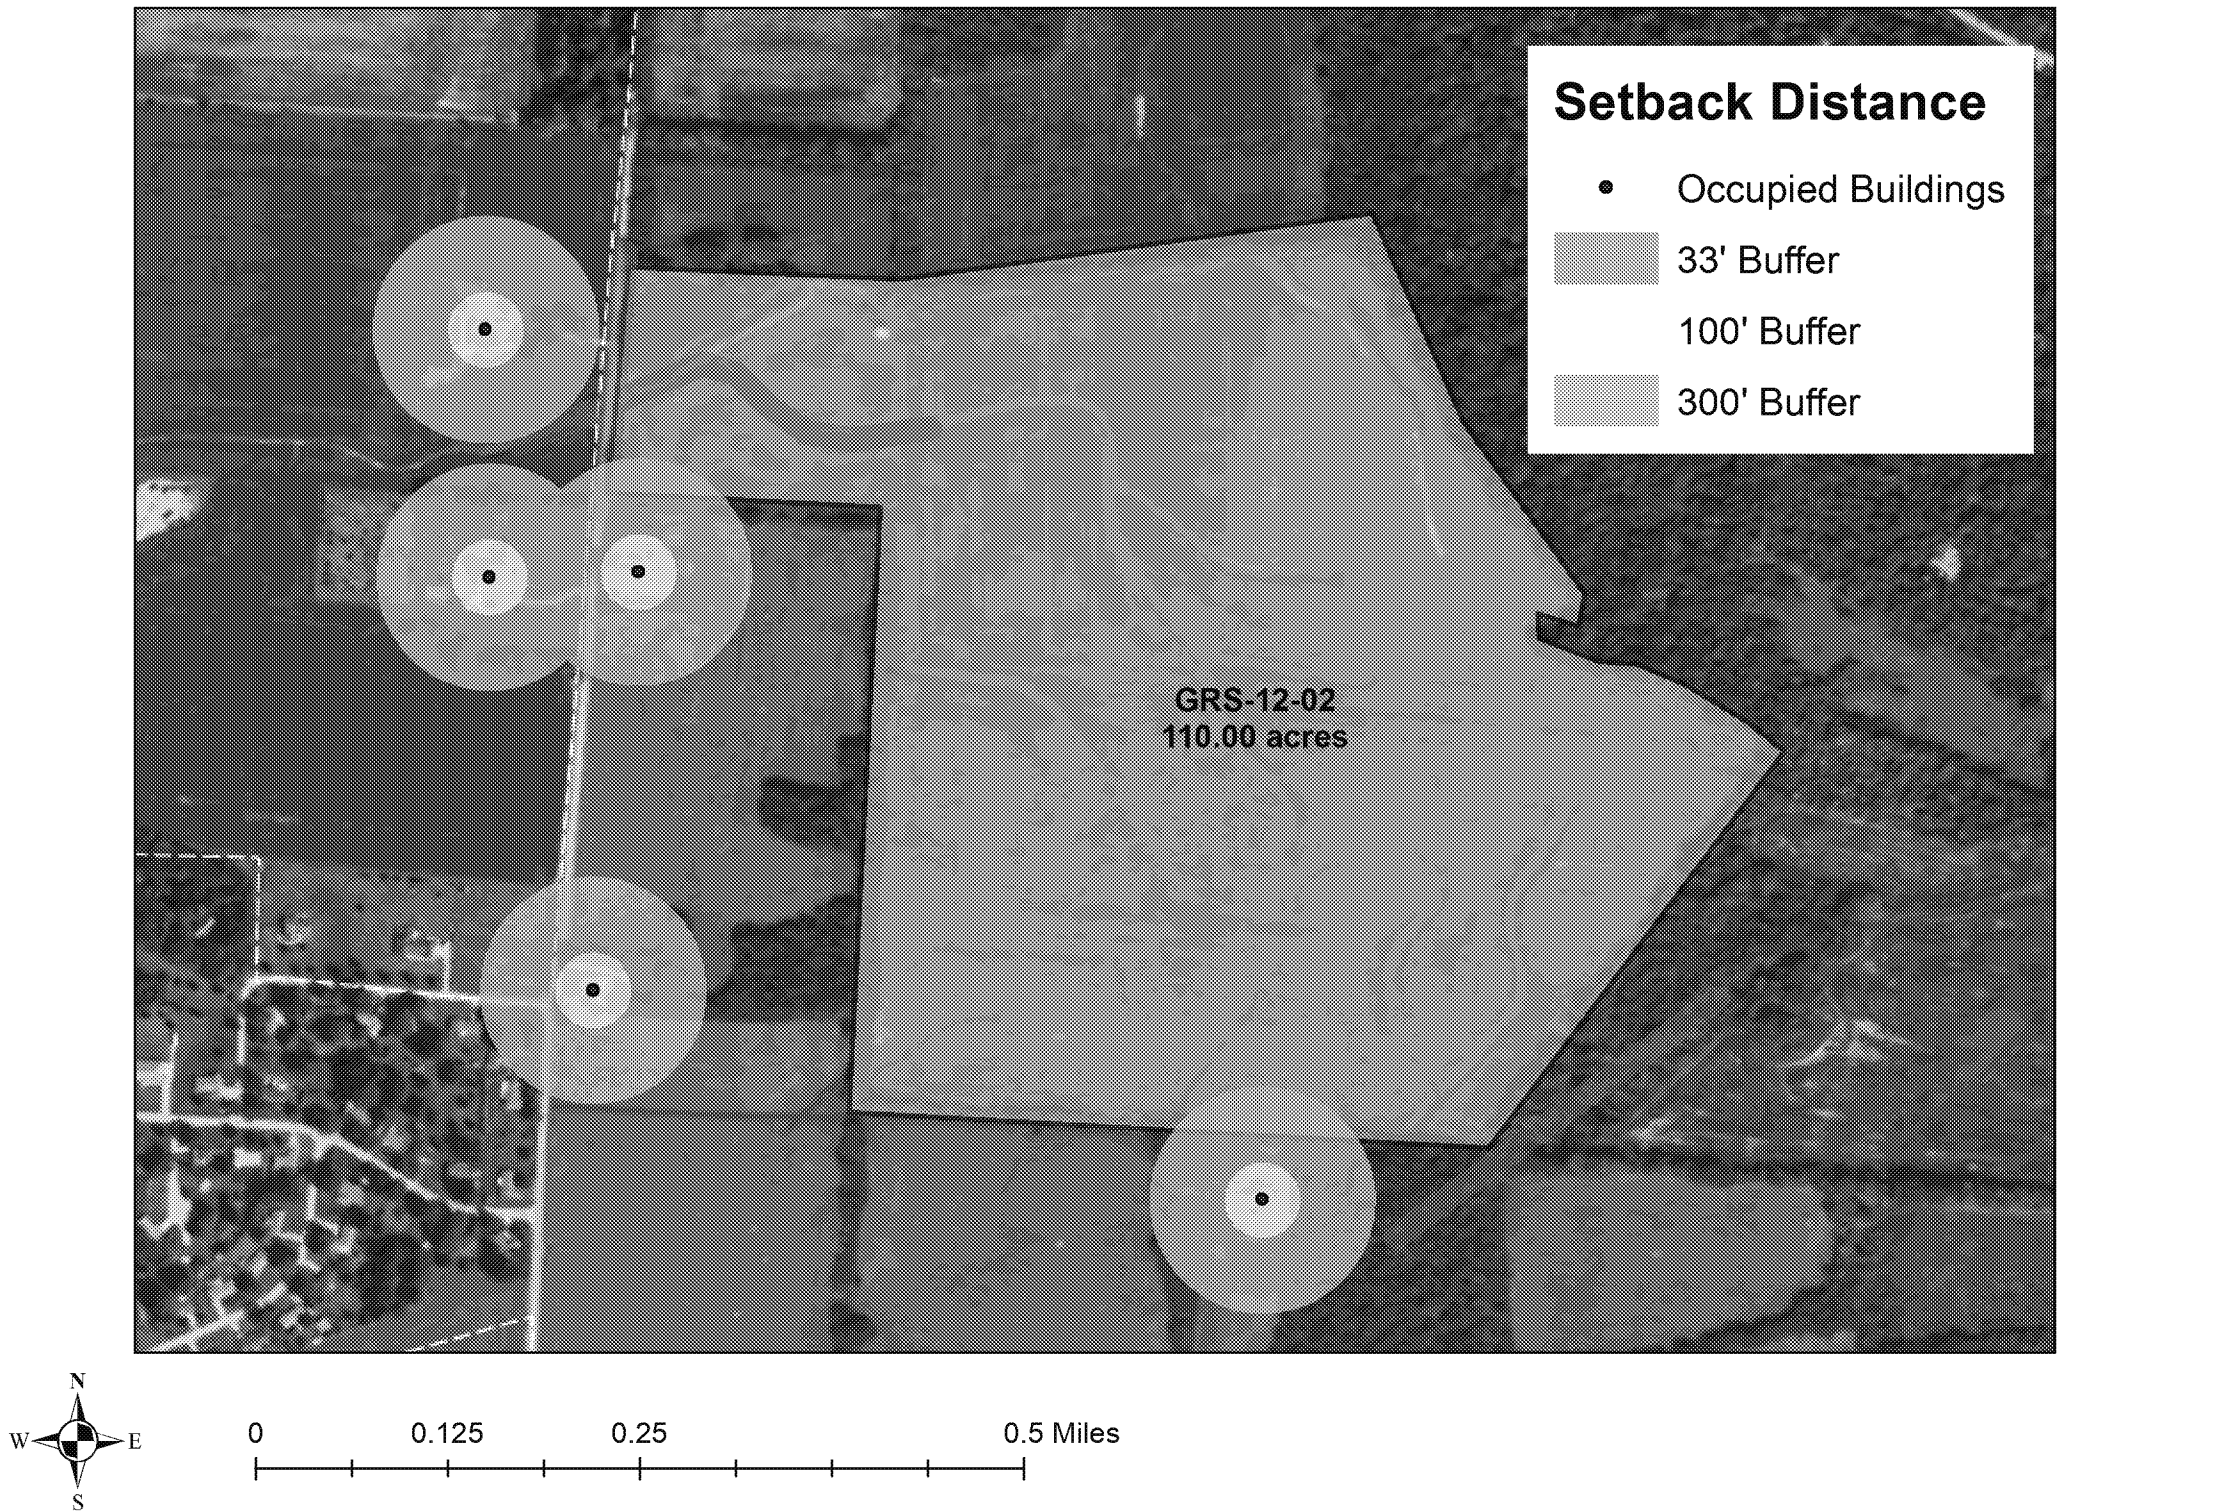 Setback Distance
Occupied Buildings
33' Buffer
100' Buffer
300' Buffer
GRS-12-02
110.00 acres
N
W E
S
0 0.125 0.25 0.5 Miles